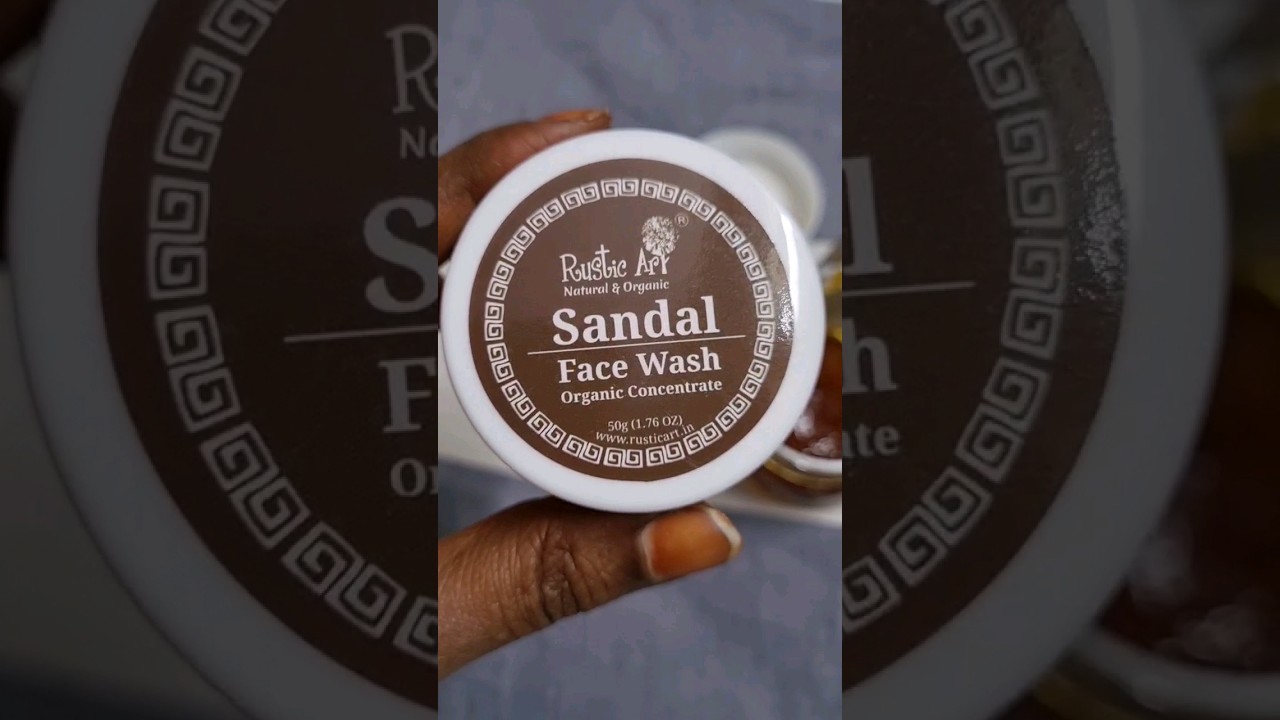 Rustic Art ®
Natural & Organic
Sandal
Face Wash
Organic Concentrate
50g (1.76 OZ)
www.rusticart.in